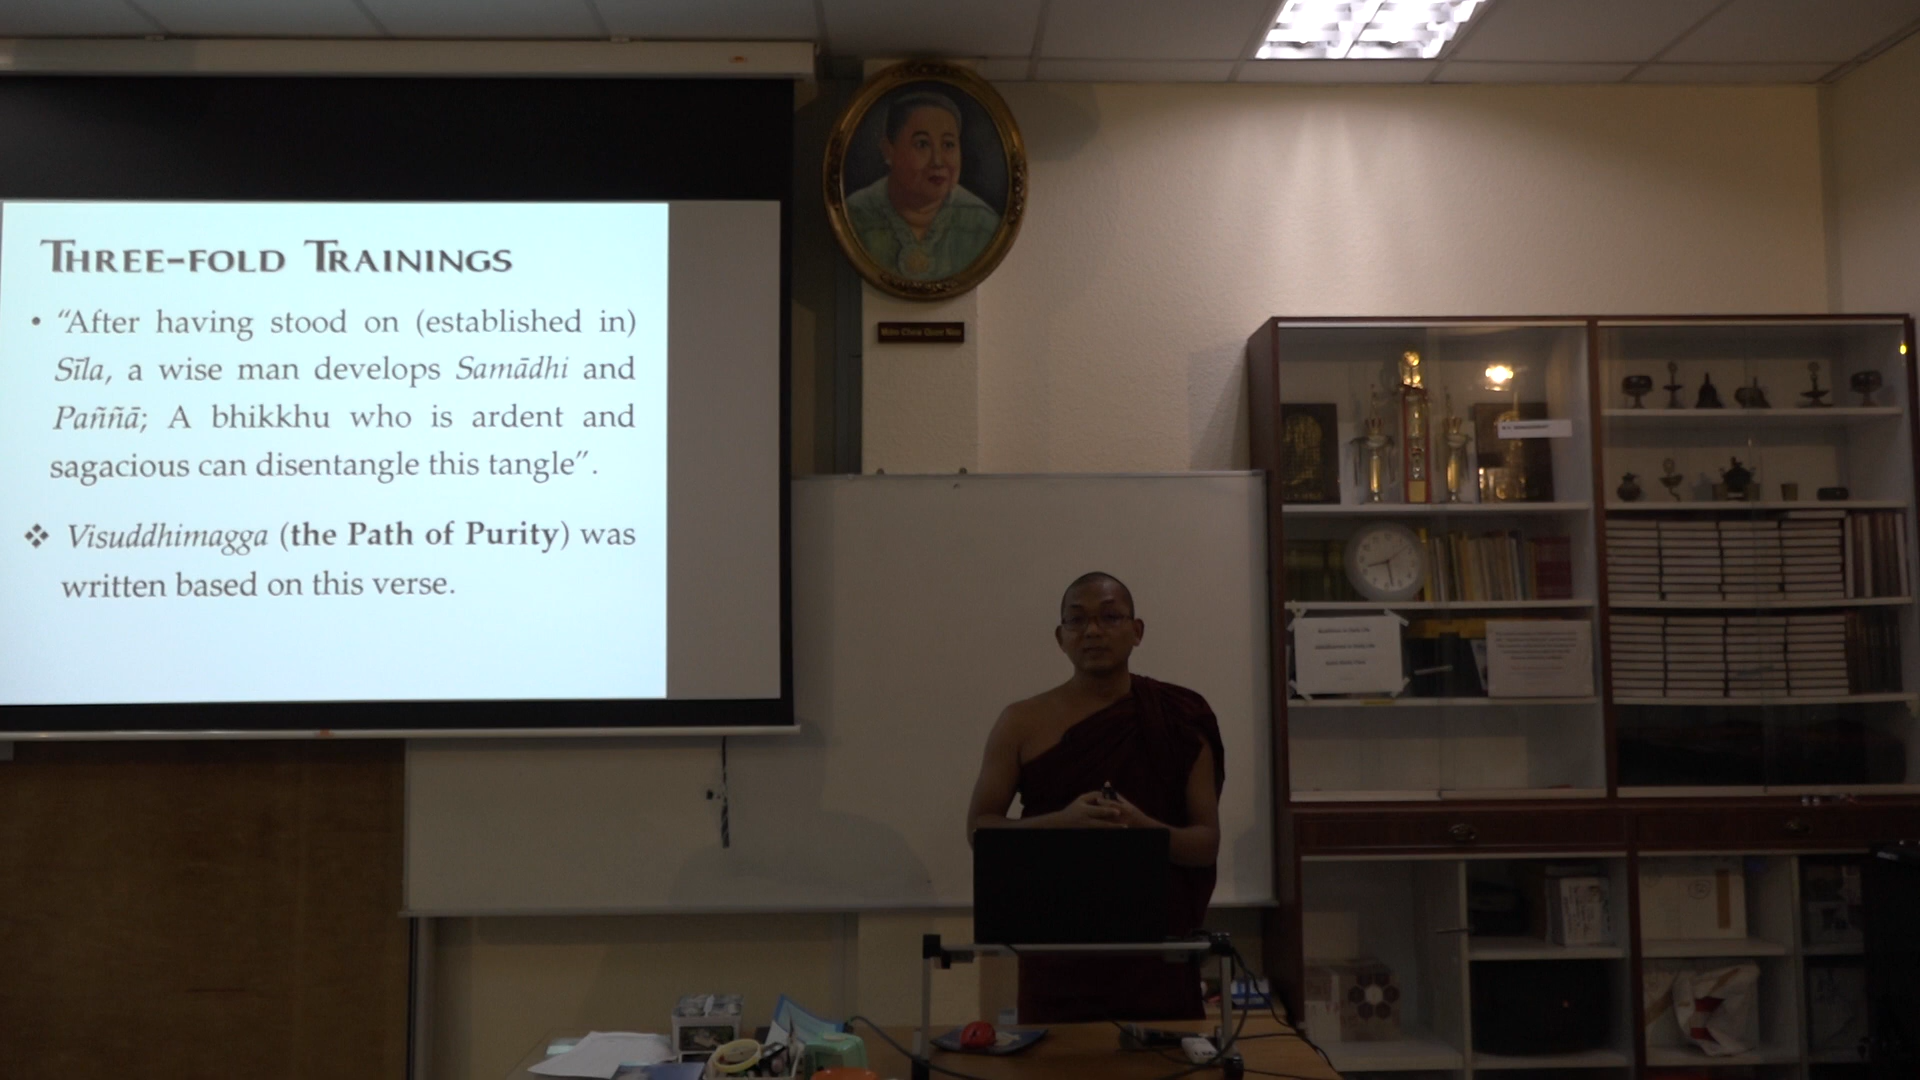 THREE-FOLD TRAININGS
• “After having stood on (established in)
Sīla, a wise man develops Samādhi and
Paññā; A bhikkhu who is ardent and
sagacious can disentangle this tangle”.
❖ Visuddhimagga (the Path of Purity) was
written based on this verse.